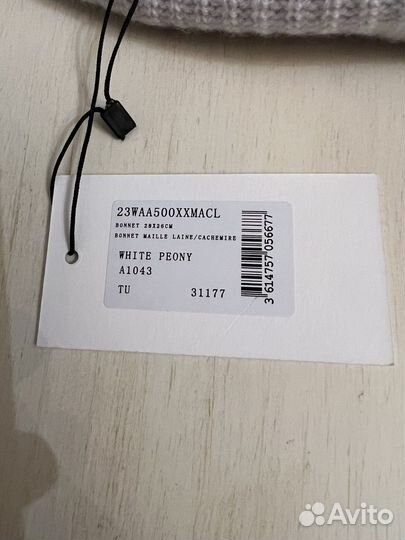 23WAA500XXMACL
BONNET 28X26CM
BONNET MAILLE LAINE/CACHEMIRE
WHITE PEONY
A1043
TU 31177
3 614757 056677
Avito